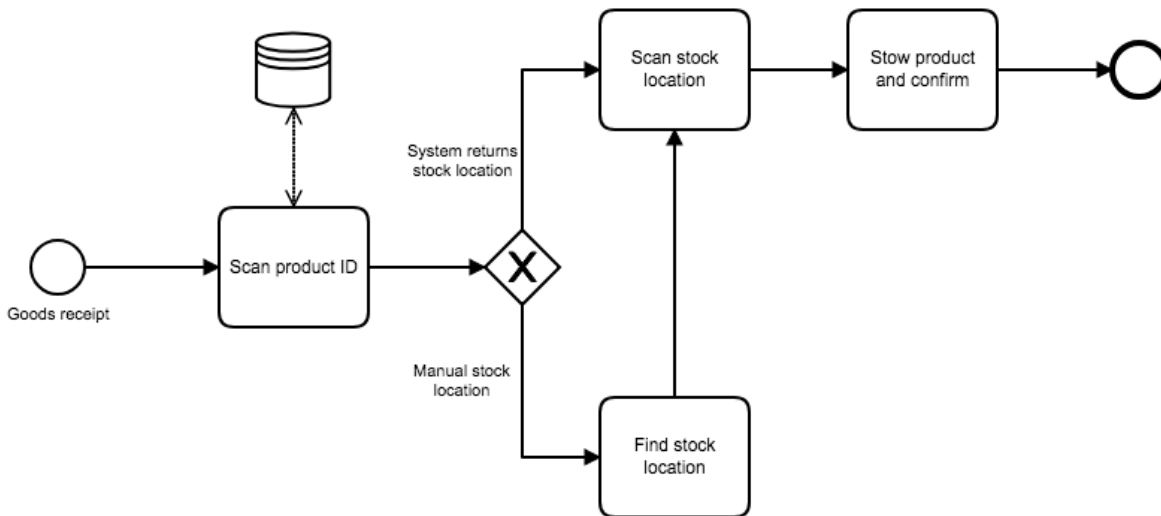 Scan stock
location
Stow product
and confirm
System returns
stock location
Scan product ID
X
Goods receipt
Manual stock
location
Find stock
location